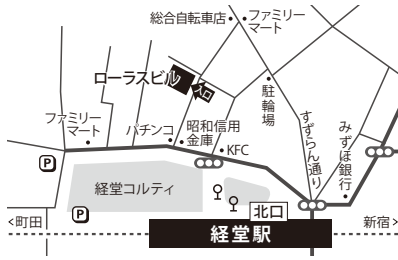 総合自転車店
ファミリー
マート
ローラスビル
入口
駐輪場
ファミリー
マート
パチンコ
昭和信用
金庫
KFC
すずらん通り
みずほ銀行
P
経堂コルティ
P
北口
<町田
新宿>
経堂駅